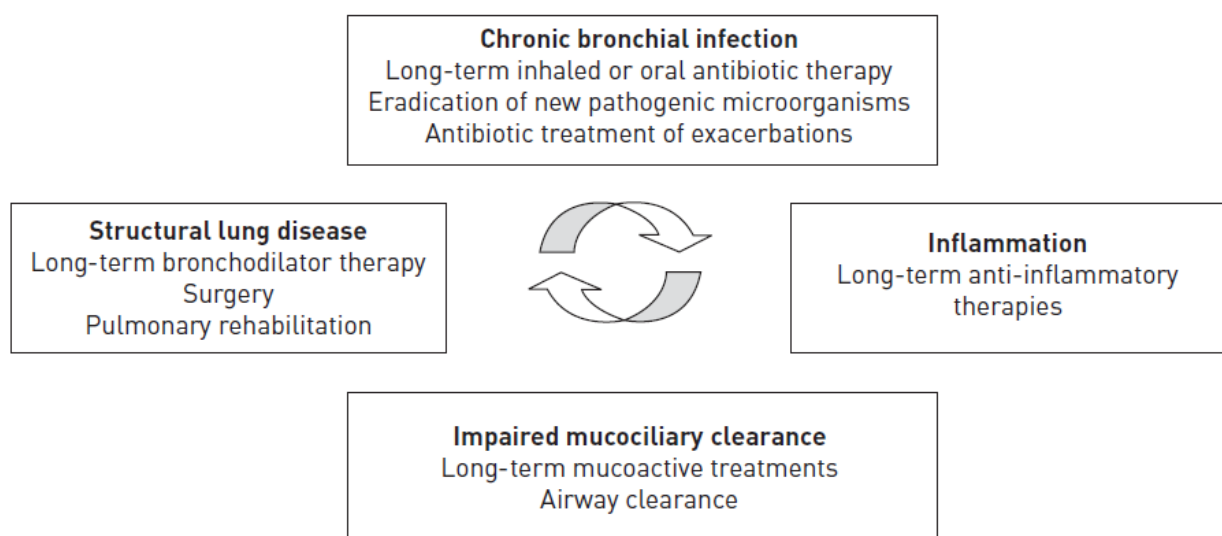 Chronic bronchial infection
Long-term inhaled or oral antibiotic therapy
Eradication of new pathogenic microorganisms
Antibiotic treatment of exacerbations
Structural lung disease
Long-term bronchodilator therapy
Surgery
Pulmonary rehabilitation
Inflammation
Long-term anti-inflammatory
therapies
Impaired mucociliary clearance
Long-term mucoactive treatments
Airway clearance